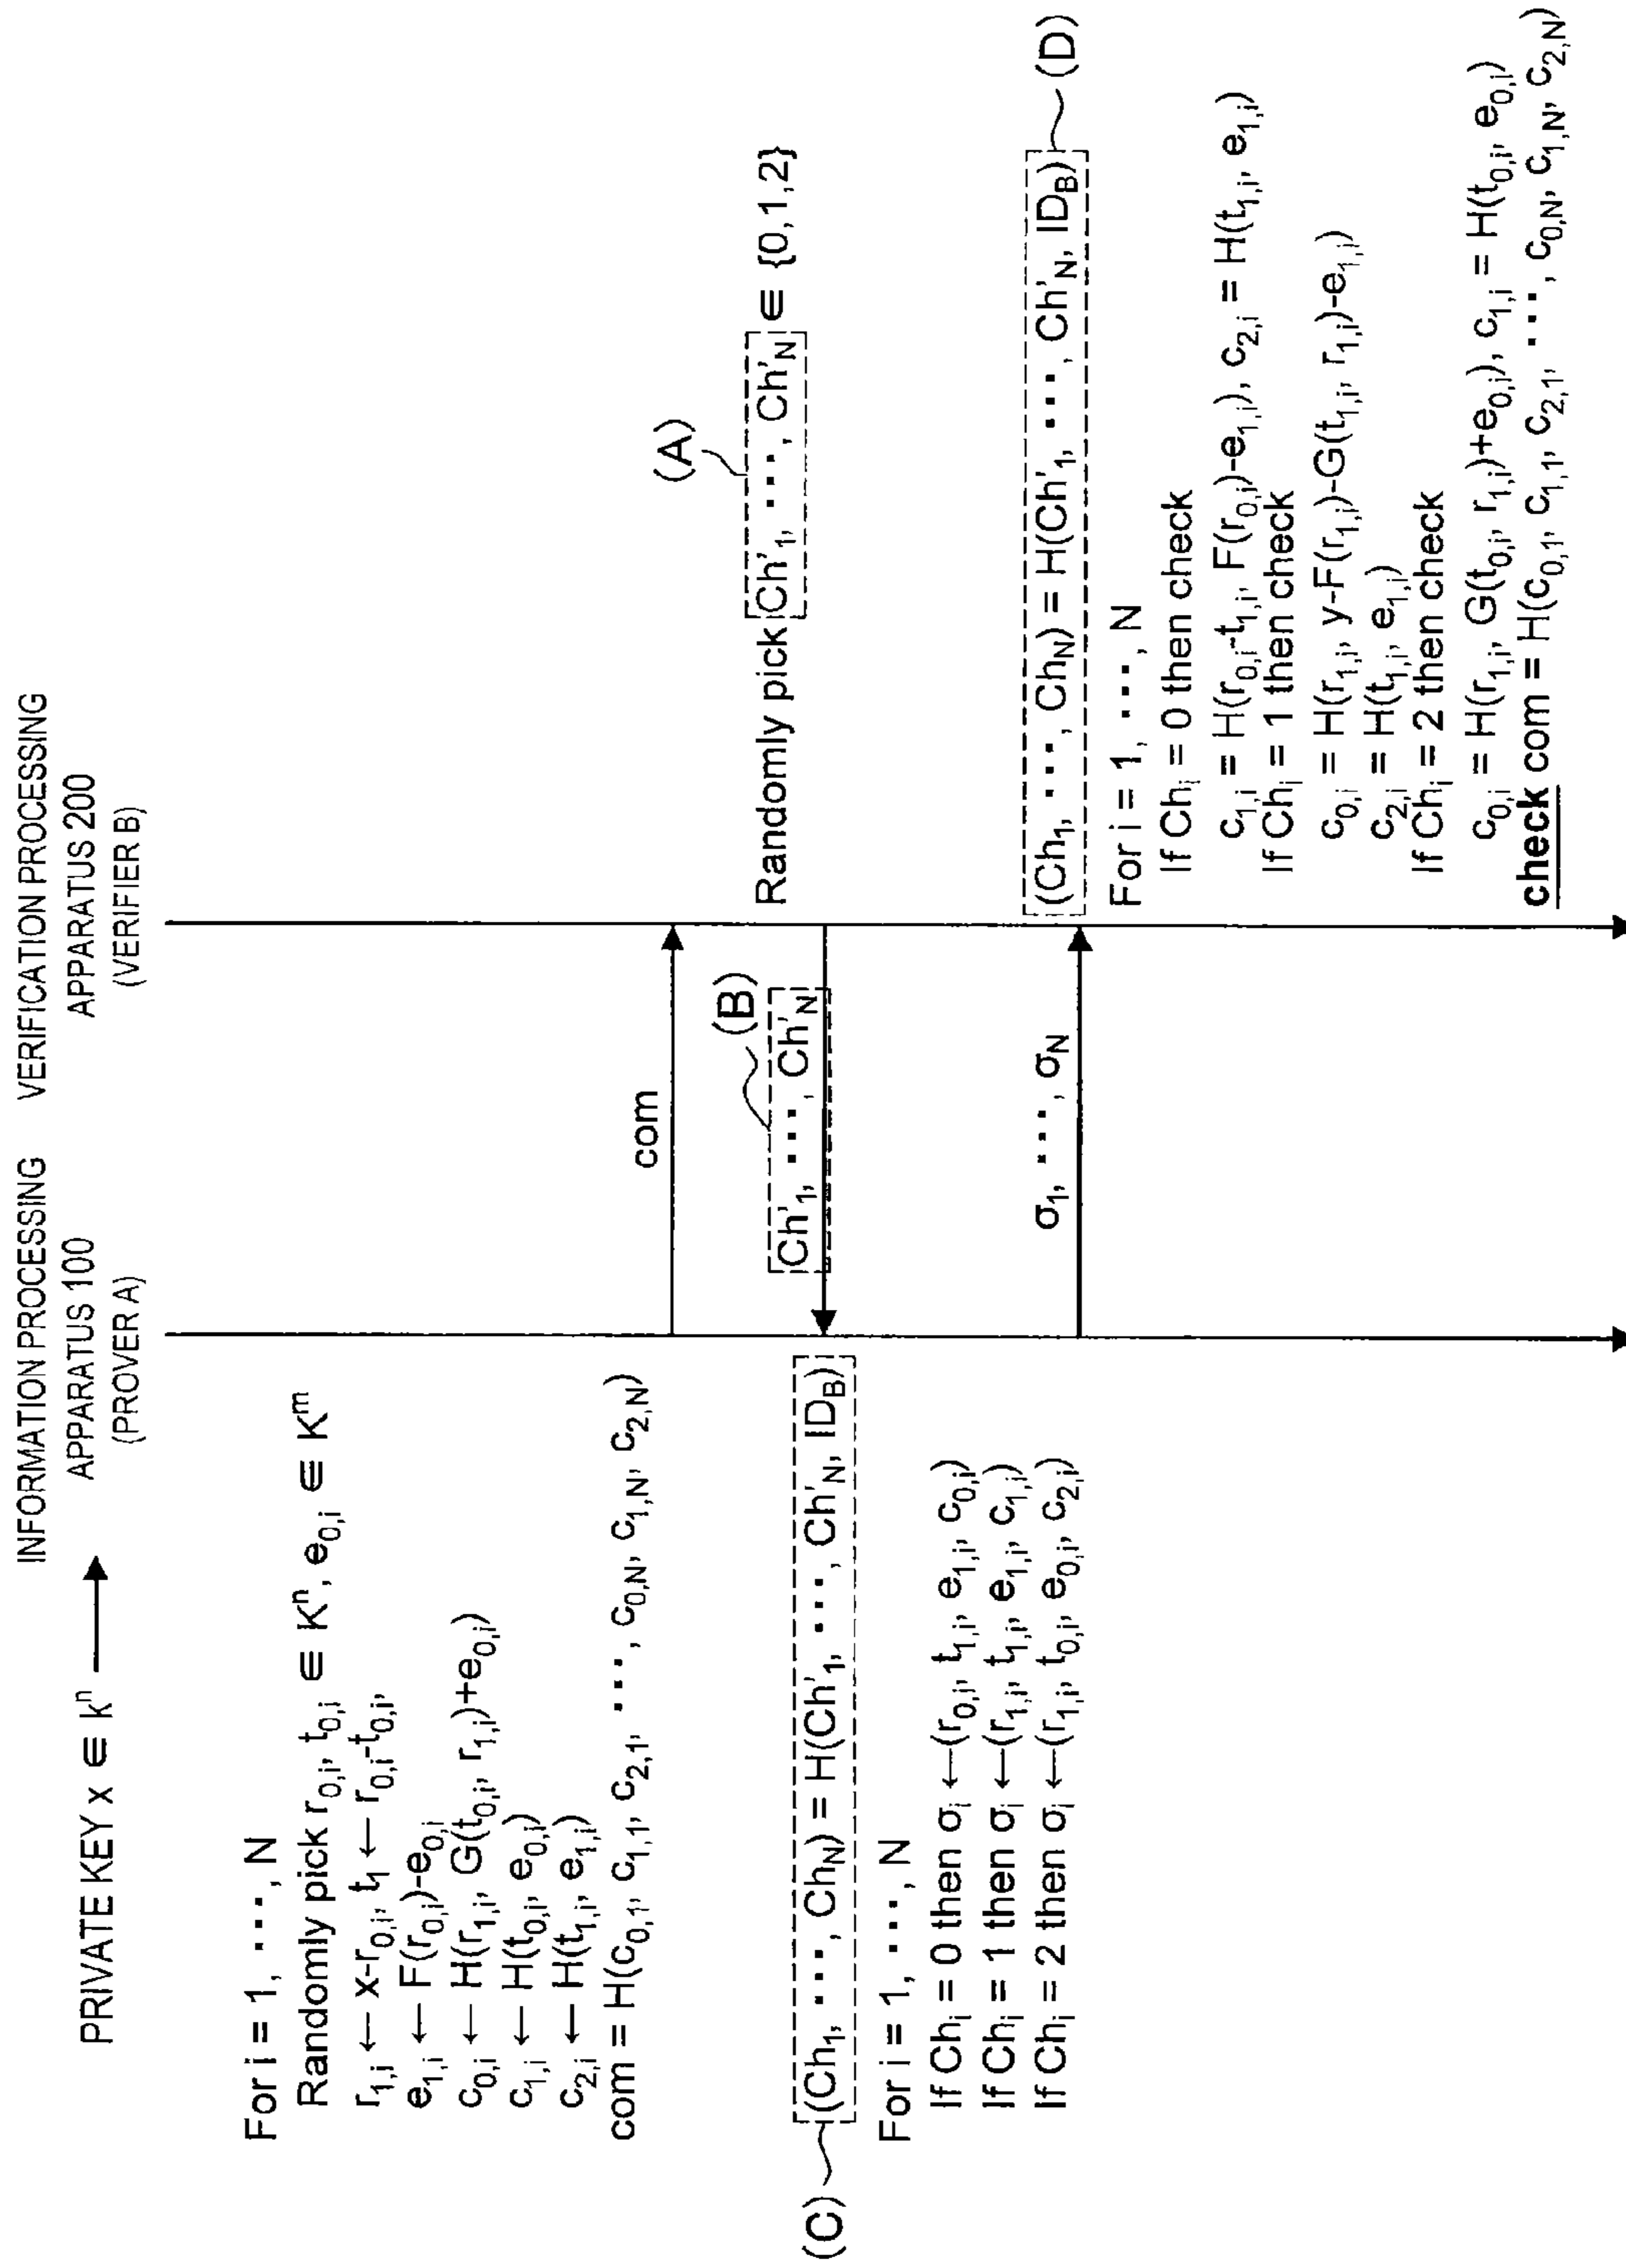 INFORMATION PROCESSING
APPARATUS 100
(PROVER A)
VERIFICATION PROCESSING
APPARATUS 200
(VERIFIER B)
PRIVATE KEY x ∈ kⁿ
For i = 1, ⋯, N
Randomly pick r_{0,i}, t_{0,i} ∈ Kⁿ, e_{0,i} ∈ Kᵐ
r_{1,i} ← x-r_{0,i}, t_1 ← r_{0,i}-t_{0,i},
e_{1,i} ← F(r_{0,i})-e_{0,i}
c_{0,i} ← H(r_{1,i}, G(t_{0,i}, r_{1,i})+e_{0,i})
c_{1,i} ← H(t_{0,i}, e_{0,i})
c_{2,i} ← H(t_{1,i}, e_{1,i})
com = H(c_{0,1}, c_{1,1}, c_{2,1}, ⋯, c_{0,N}, c_{1,N}, c_{2,N})
com
(A)
Randomly pick Ch'_1, ⋯, Ch'_N ∈ {0,1,2}
(B)
Ch'_1, ⋯, Ch'_N
(C)
(Ch_1, ⋯, Ch_N) = H(Ch'_1, ⋯, Ch'_N, ID_B)
For i = 1, ⋯, N
If Ch_i = 0 then σ_i ←(r_{0,i}, t_{1,i}, e_{1,i}, c_{0,i})
If Ch_i = 1 then σ_i ←(r_{1,i}, t_{1,i}, e_{1,i}, c_{1,i})
If Ch_i = 2 then σ_i ←(r_{1,i}, t_{0,i}, e_{0,i}, c_{2,i})
σ_1, ⋯, σ_N
(Ch_1, ⋯, Ch_N) = H(Ch'_1, ⋯, Ch'_N, ID_B)
(D)
For i = 1, ⋯, N
If Ch_i = 0 then check
c_{1,i} = H(r_{0,i}-t_{1,i}, F(r_{0,i})-e_{1,i}), c_{2,i} = H(t_{1,i}, e_{1,i})
If Ch_i = 1 then check
c_{0,i} = H(r_{1,i}, y-F(r_{1,i})-G(t_{1,i}, r_{1,i})-e_{1,i})
c_{2,i} = H(t_{1,i}, e_{1,i})
If Ch_i = 2 then check
c_{0,i} = H(r_{1,i}, G(t_{0,i}, r_{1,i})+e_{0,i}), c_{1,i} = H(t_{0,i}, e_{0,i})
check com = H(c_{0,1}, c_{1,1}, c_{2,1}, ⋯, c_{0,N}, c_{1,N}, c_{2,N})